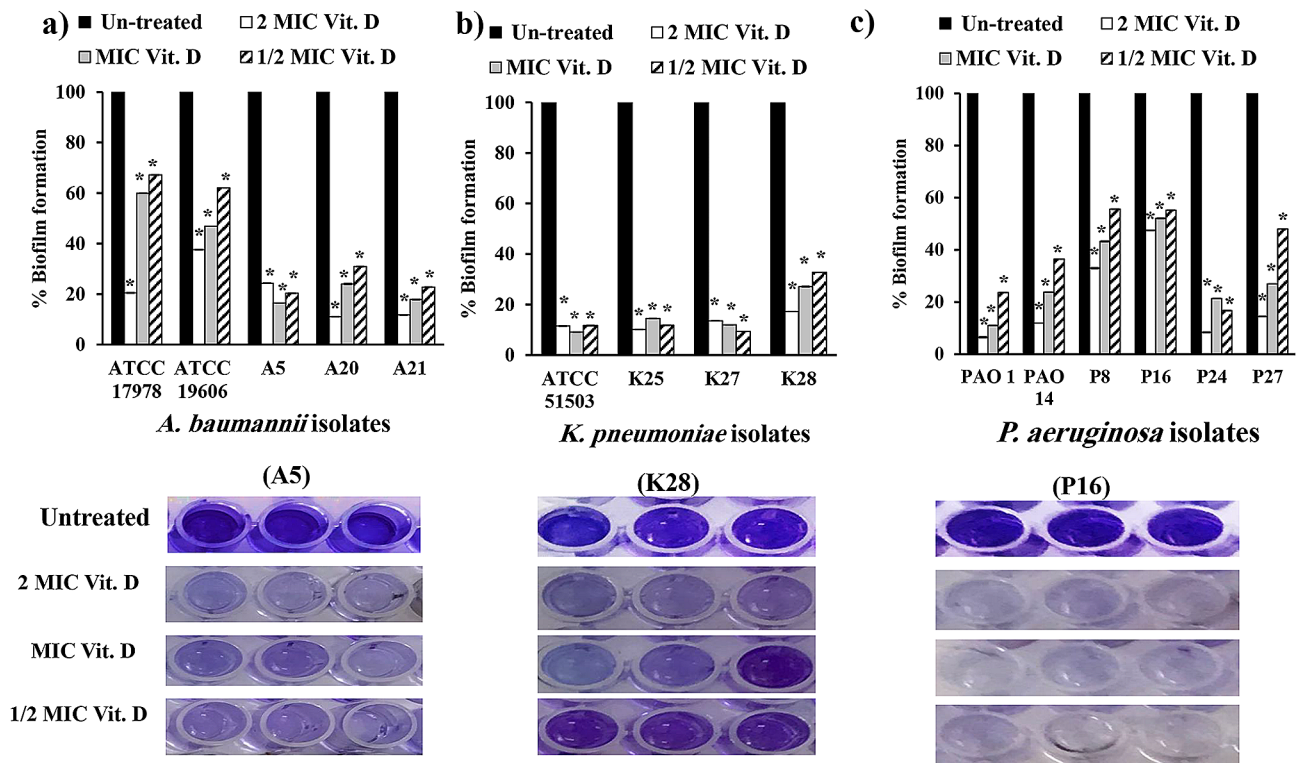 a)
Un-treated
2 MIC Vit. D
MIC Vit. D
1/2 MIC Vit. D
% Biofilm formation
100
80
60
40
20
0
* * *
* * *
* * *
* * *
* * *
ATCC 17978
ATCC 19606
A5
A20
A21
A. baumannii isolates
b)
Un-treated
2 MIC Vit. D
MIC Vit. D
1/2 MIC Vit. D
% Biofilm formation
100
80
60
40
20
0
* * *
* * *
* * *
* * *
ATCC 51503
K25
K27
K28
K. pneumoniae isolates
c)
Un-treated
2 MIC Vit. D
MIC Vit. D
1/2 MIC Vit. D
% Biofilm formation
100
80
60
40
20
0
* * *
* * *
* * *
* * *
* * *
* * *
PAO 1
PAO 14
P8
P16
P24
P27
P. aeruginosa isolates
(A5)
(K28)
(P16)
Untreated
2 MIC Vit. D
MIC Vit. D
1/2 MIC Vit. D